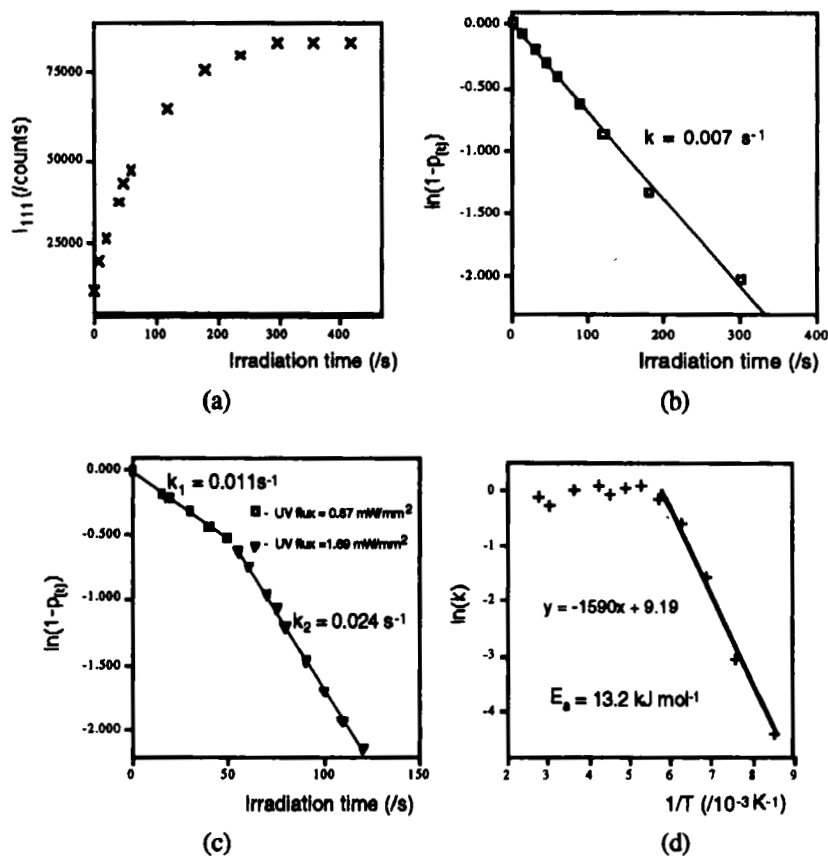 75000
50000
25000
I111 (/counts)
0 100 200 300 400
Irradiation time (/s)
(a)
0.000
-0.500
-1.000
-1.500
-2.000
ln(1-p[t])
k = 0.007 s-1
0 100 200 300 400
Irradiation time (/s)
(b)
0.000
-0.500
-1.000
-1.500
-2.000
ln(1-p[t])
k1 = 0.011s-1
- UV flux = 0.87 mW/mm2
- UV flux =1.69 mW/mm2
k2 = 0.024 s-1
0 50 100 150
Irradiation time (/s)
(c)
0
-1
-2
-3
-4
ln(k)
y = -1590x + 9.19
Ea = 13.2 kJ mol-1
2 3 4 5 6 7 8 9
1/T (/10-3 K-1)
(d)